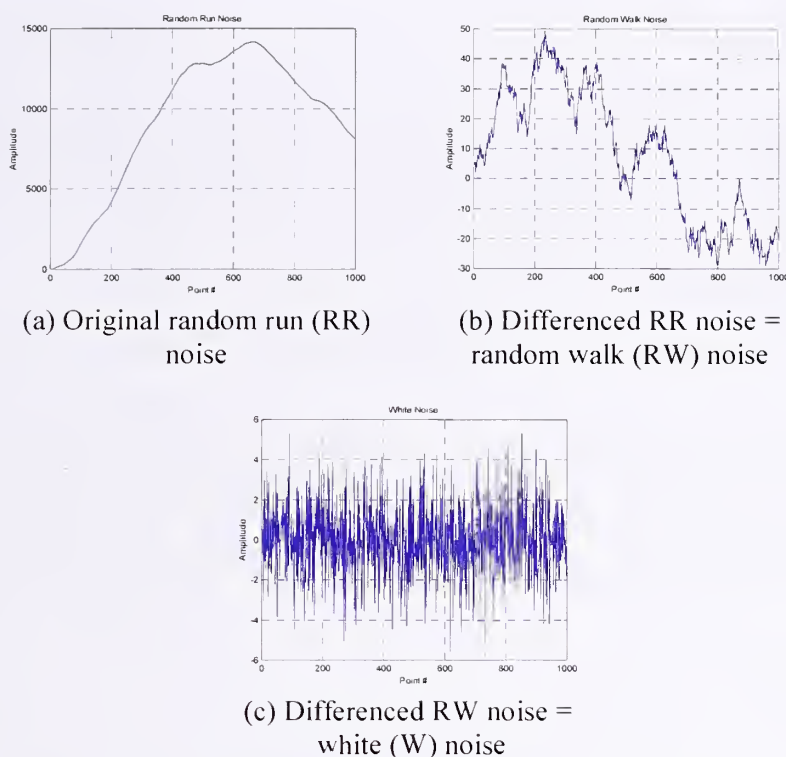 Random Run Noise
15000
10000
5000
0
Amplitude
0 200 400 600 800 1000
Point #
(a) Original random run (RR)
noise
Random Walk Noise
50
40
30
20
10
0
-10
-20
-30
Amplitude
0 200 400 600 800 1000
Point #
(b) Differenced RR noise =
random walk (RW) noise
White Noise
6
4
2
0
-2
-4
-6
Amplitude
0 200 400 600 800 1000
Point #
(c) Differenced RW noise =
white (W) noise